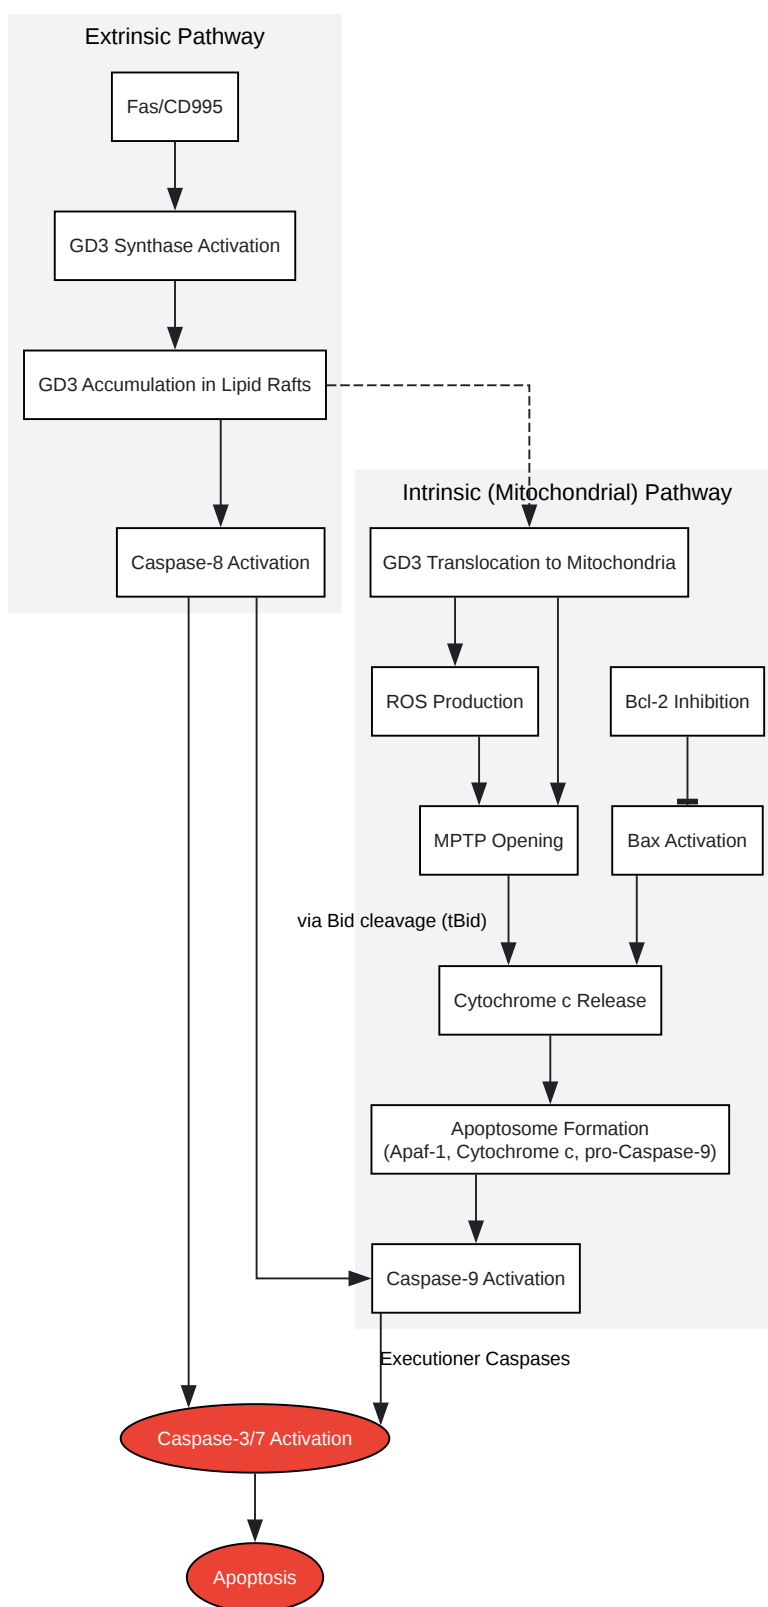 Extrinsic Pathway
Fas/CD995
GD3 Synthase Activation
GD3 Accumulation in Lipid Rafts
Intrinsic (Mitochondrial) Pathway
Caspase-8 Activation
GD3 Translocation to Mitochondria
ROS Production
Bcl-2 Inhibition
MPTP Opening
Bax Activation
via Bid cleavage (tBid)
Cytochrome c Release
Apoptosome Formation
(Apaf-1, Cytochrome c, pro-Caspase-9)
Caspase-9 Activation
Executioner Caspases
Caspase-3/7 Activation
Apoptosis